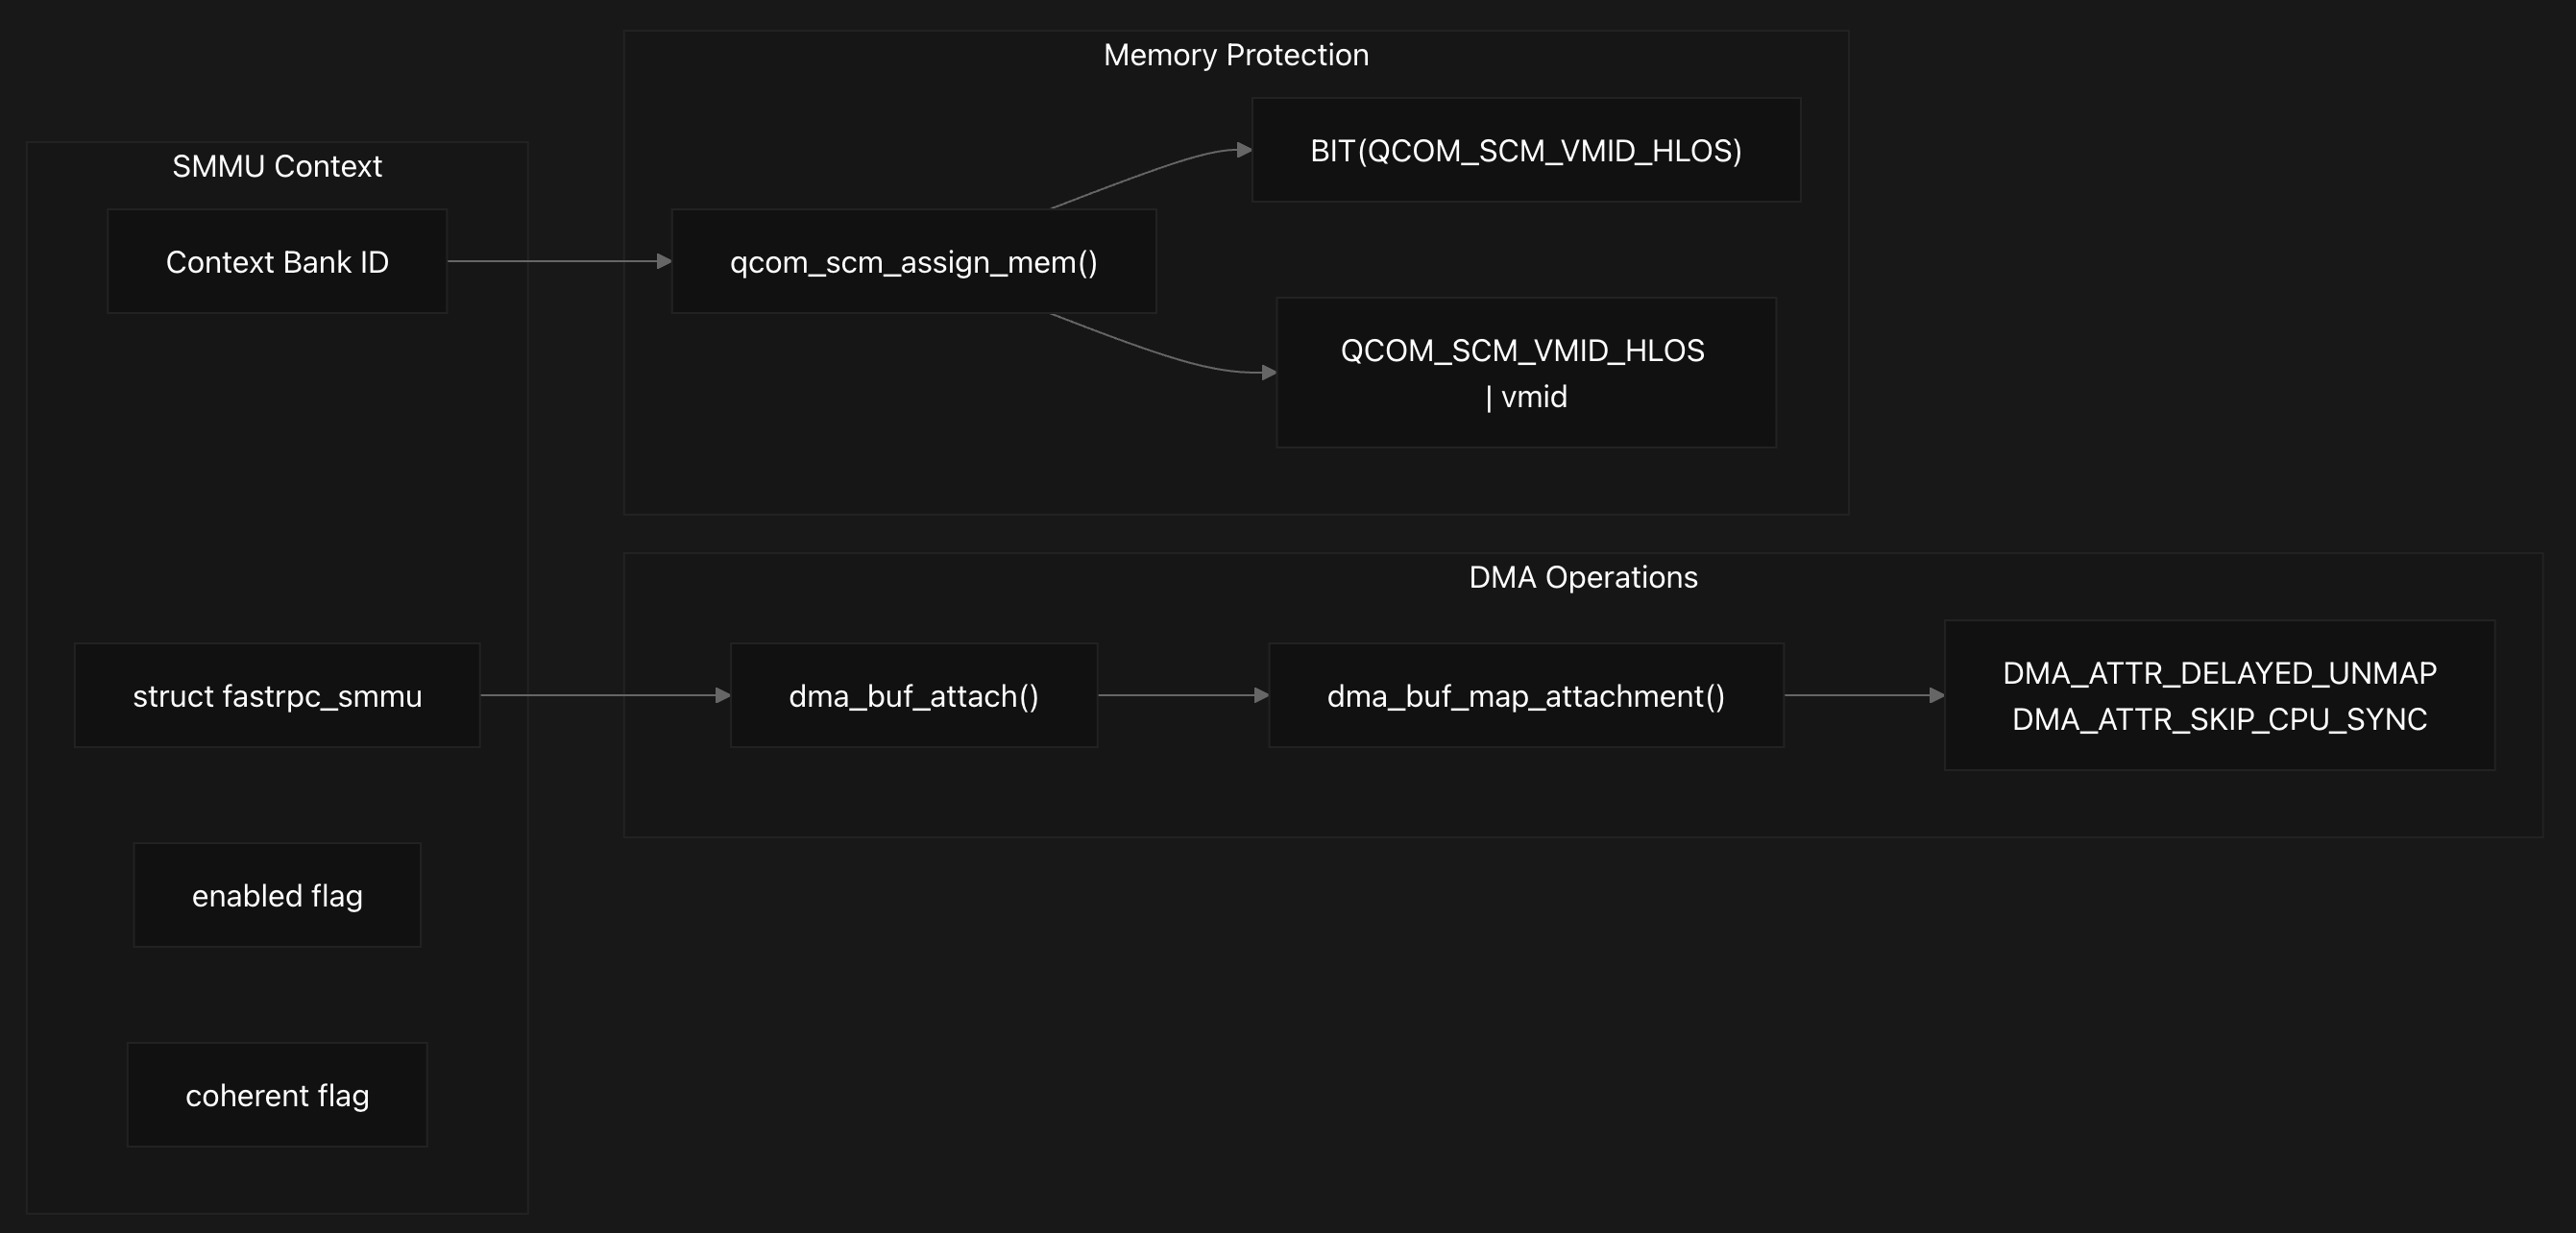 Memory Protection
BIT(QCOM_SCM_VMID_HLOS)
SMMU Context
Context Bank ID
qcom_scm_assign_mem()
QCOM_SCM_VMID_HLOS
| vmid
DMA Operations
struct fastrpc_smmu
dma_buf_attach()
dma_buf_map_attachment()
DMA_ATTR_DELAYED_UNMAP
DMA_ATTR_SKIP_CPU_SYNC
enabled flag
coherent flag